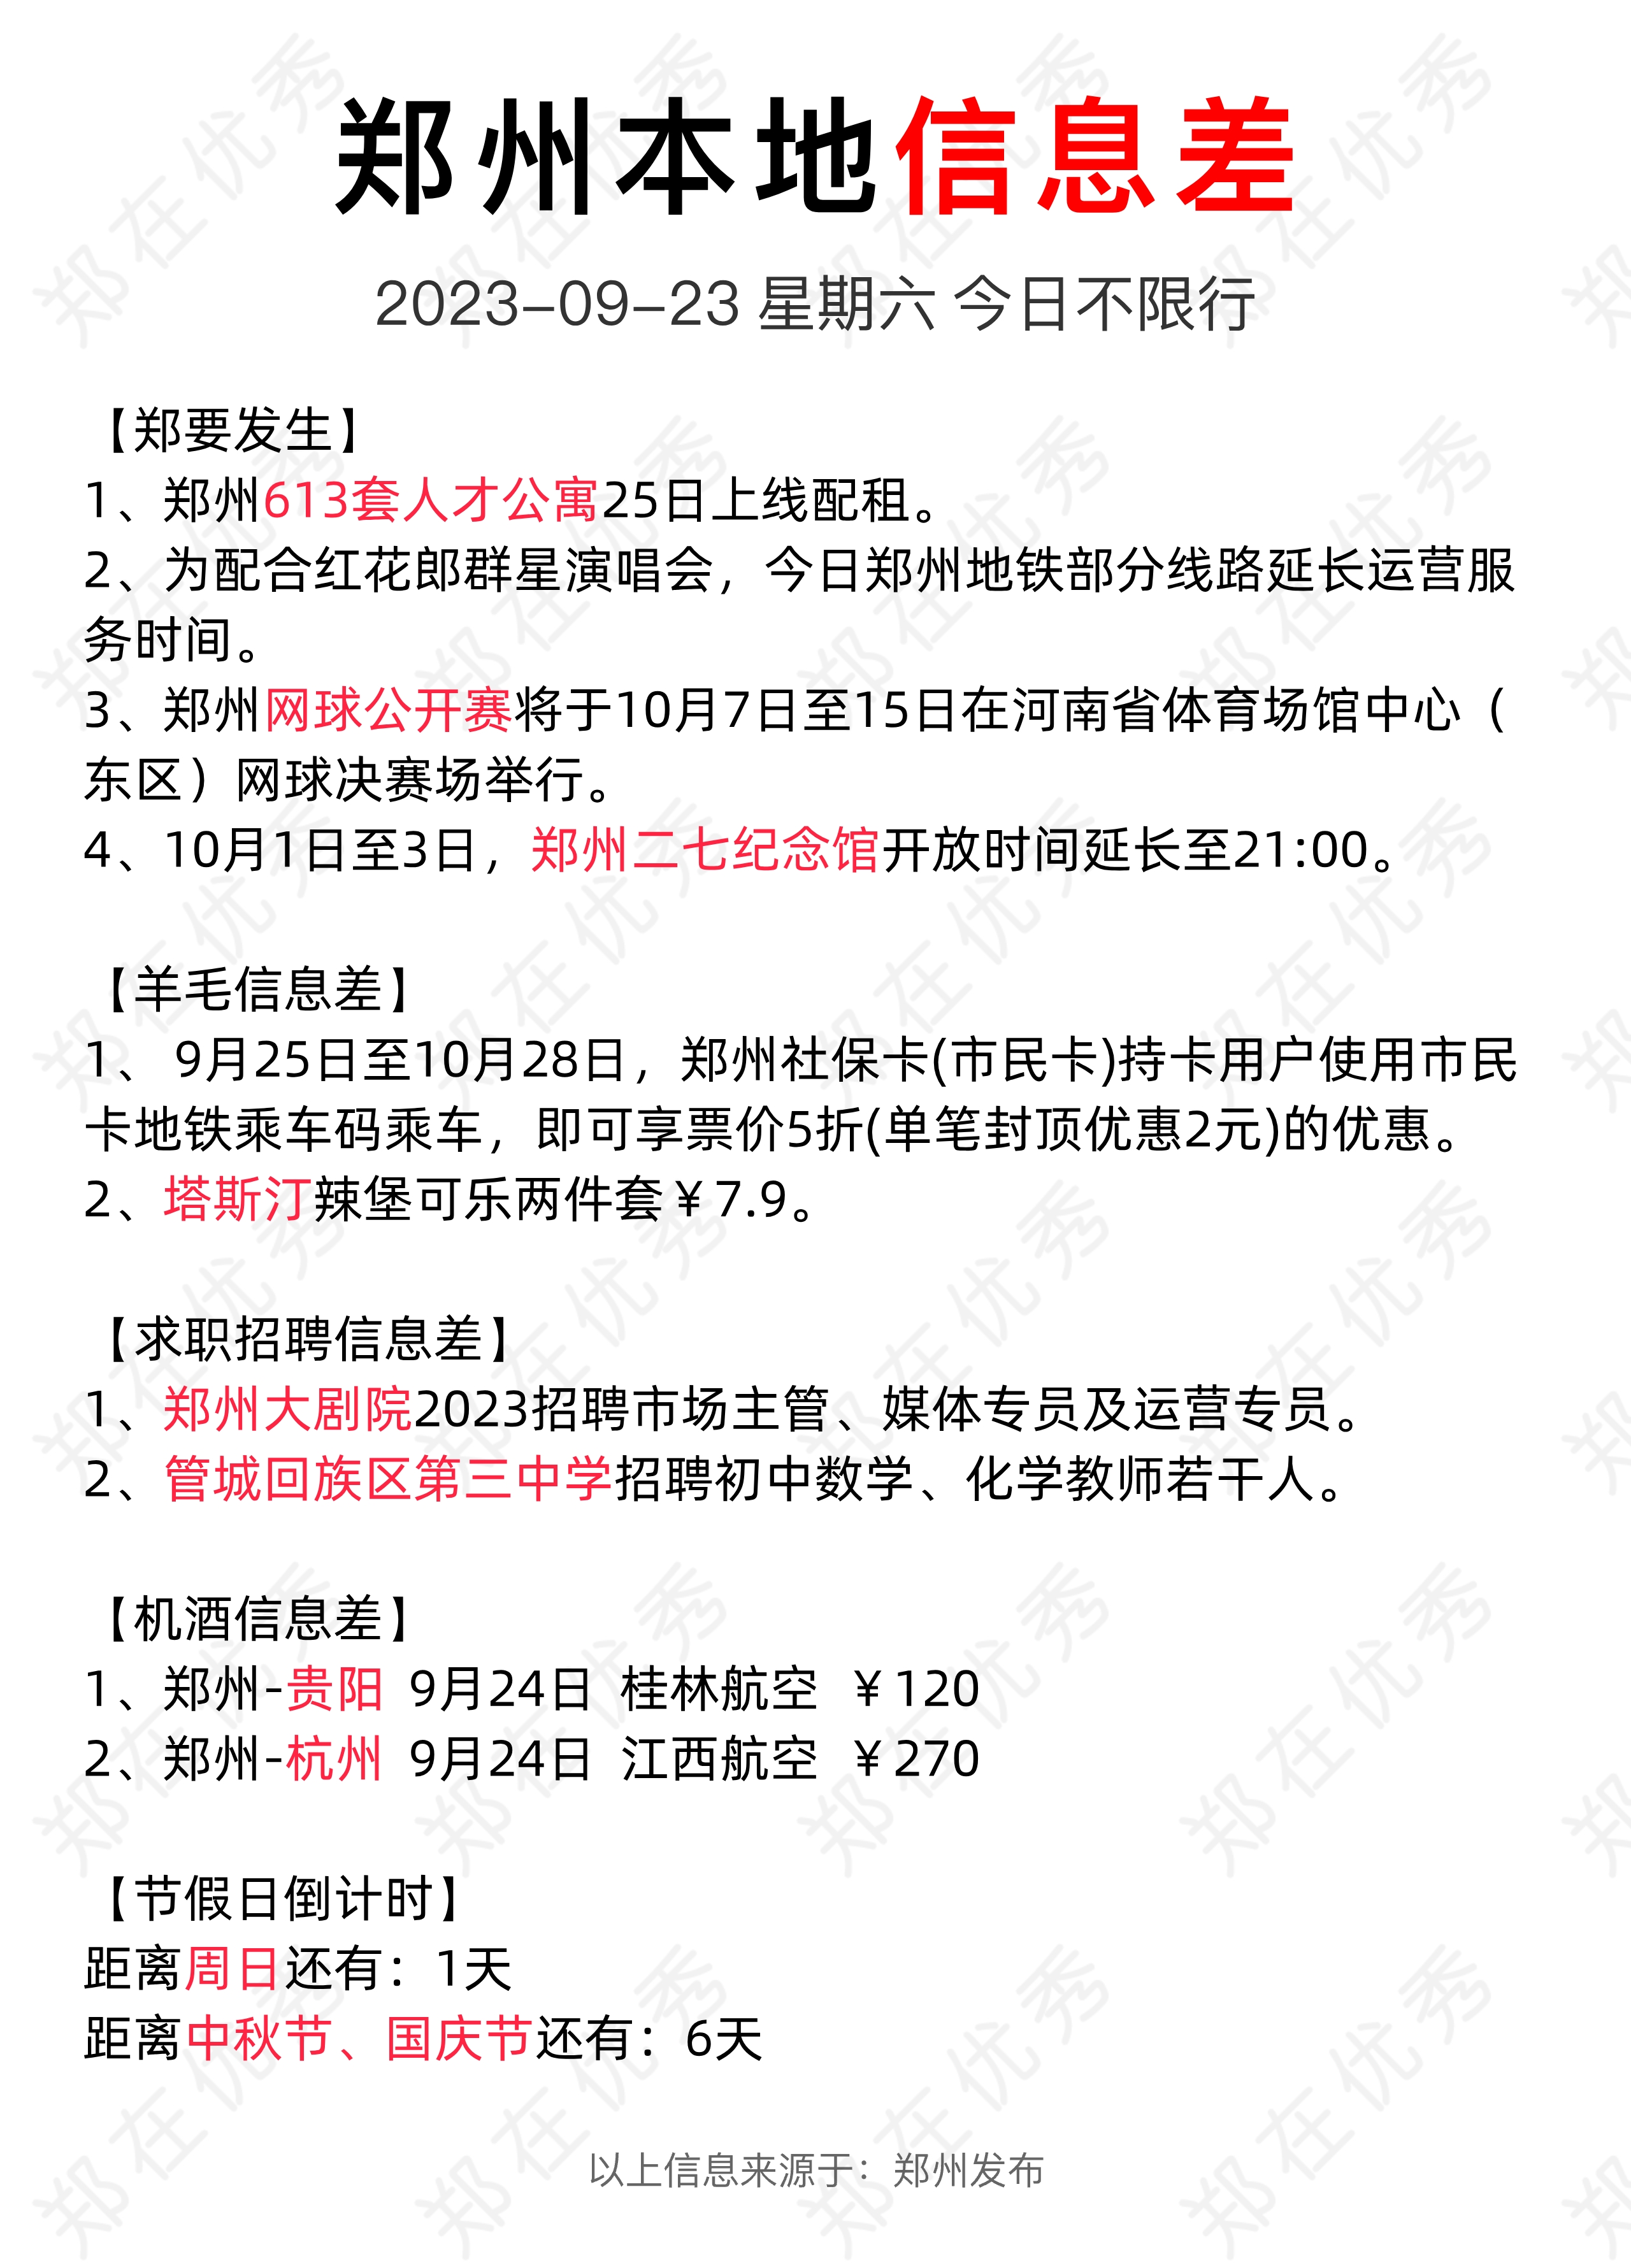 郑州本地信息差
2023-09-23 星期六 今日不限行
【郑要发生】
1、郑州613套人才公寓25日上线配租。
2、为配合红花郎群星演唱会，今日郑州地铁部分线路延长运营服
务时间。
3、郑州网球公开赛将于10月7日至15日在河南省体育场馆中心（
东区）网球决赛场举行。
4、10月1日至3日，郑州二七纪念馆开放时间延长至21:00。
【羊毛信息差】
1、 9月25日至10月28日，郑州社保卡(市民卡)持卡用户使用市民
卡地铁乘车码乘车，即可享票价5折(单笔封顶优惠2元)的优惠。
2、塔斯汀辣堡可乐两件套￥7.9。
【求职招聘信息差】
1、郑州大剧院2023招聘市场主管、媒体专员及运营专员。
2、管城回族区第三中学招聘初中数学、化学教师若干人。
【机酒信息差】
1、郑州-贵阳 9月24日 桂林航空 ￥120
2、郑州-杭州 9月24日 江西航空 ￥270
【节假日倒计时】
距离周日还有：1天
距离中秋节、国庆节还有：6天
以上信息来源于：郑州发布
郑在优秀